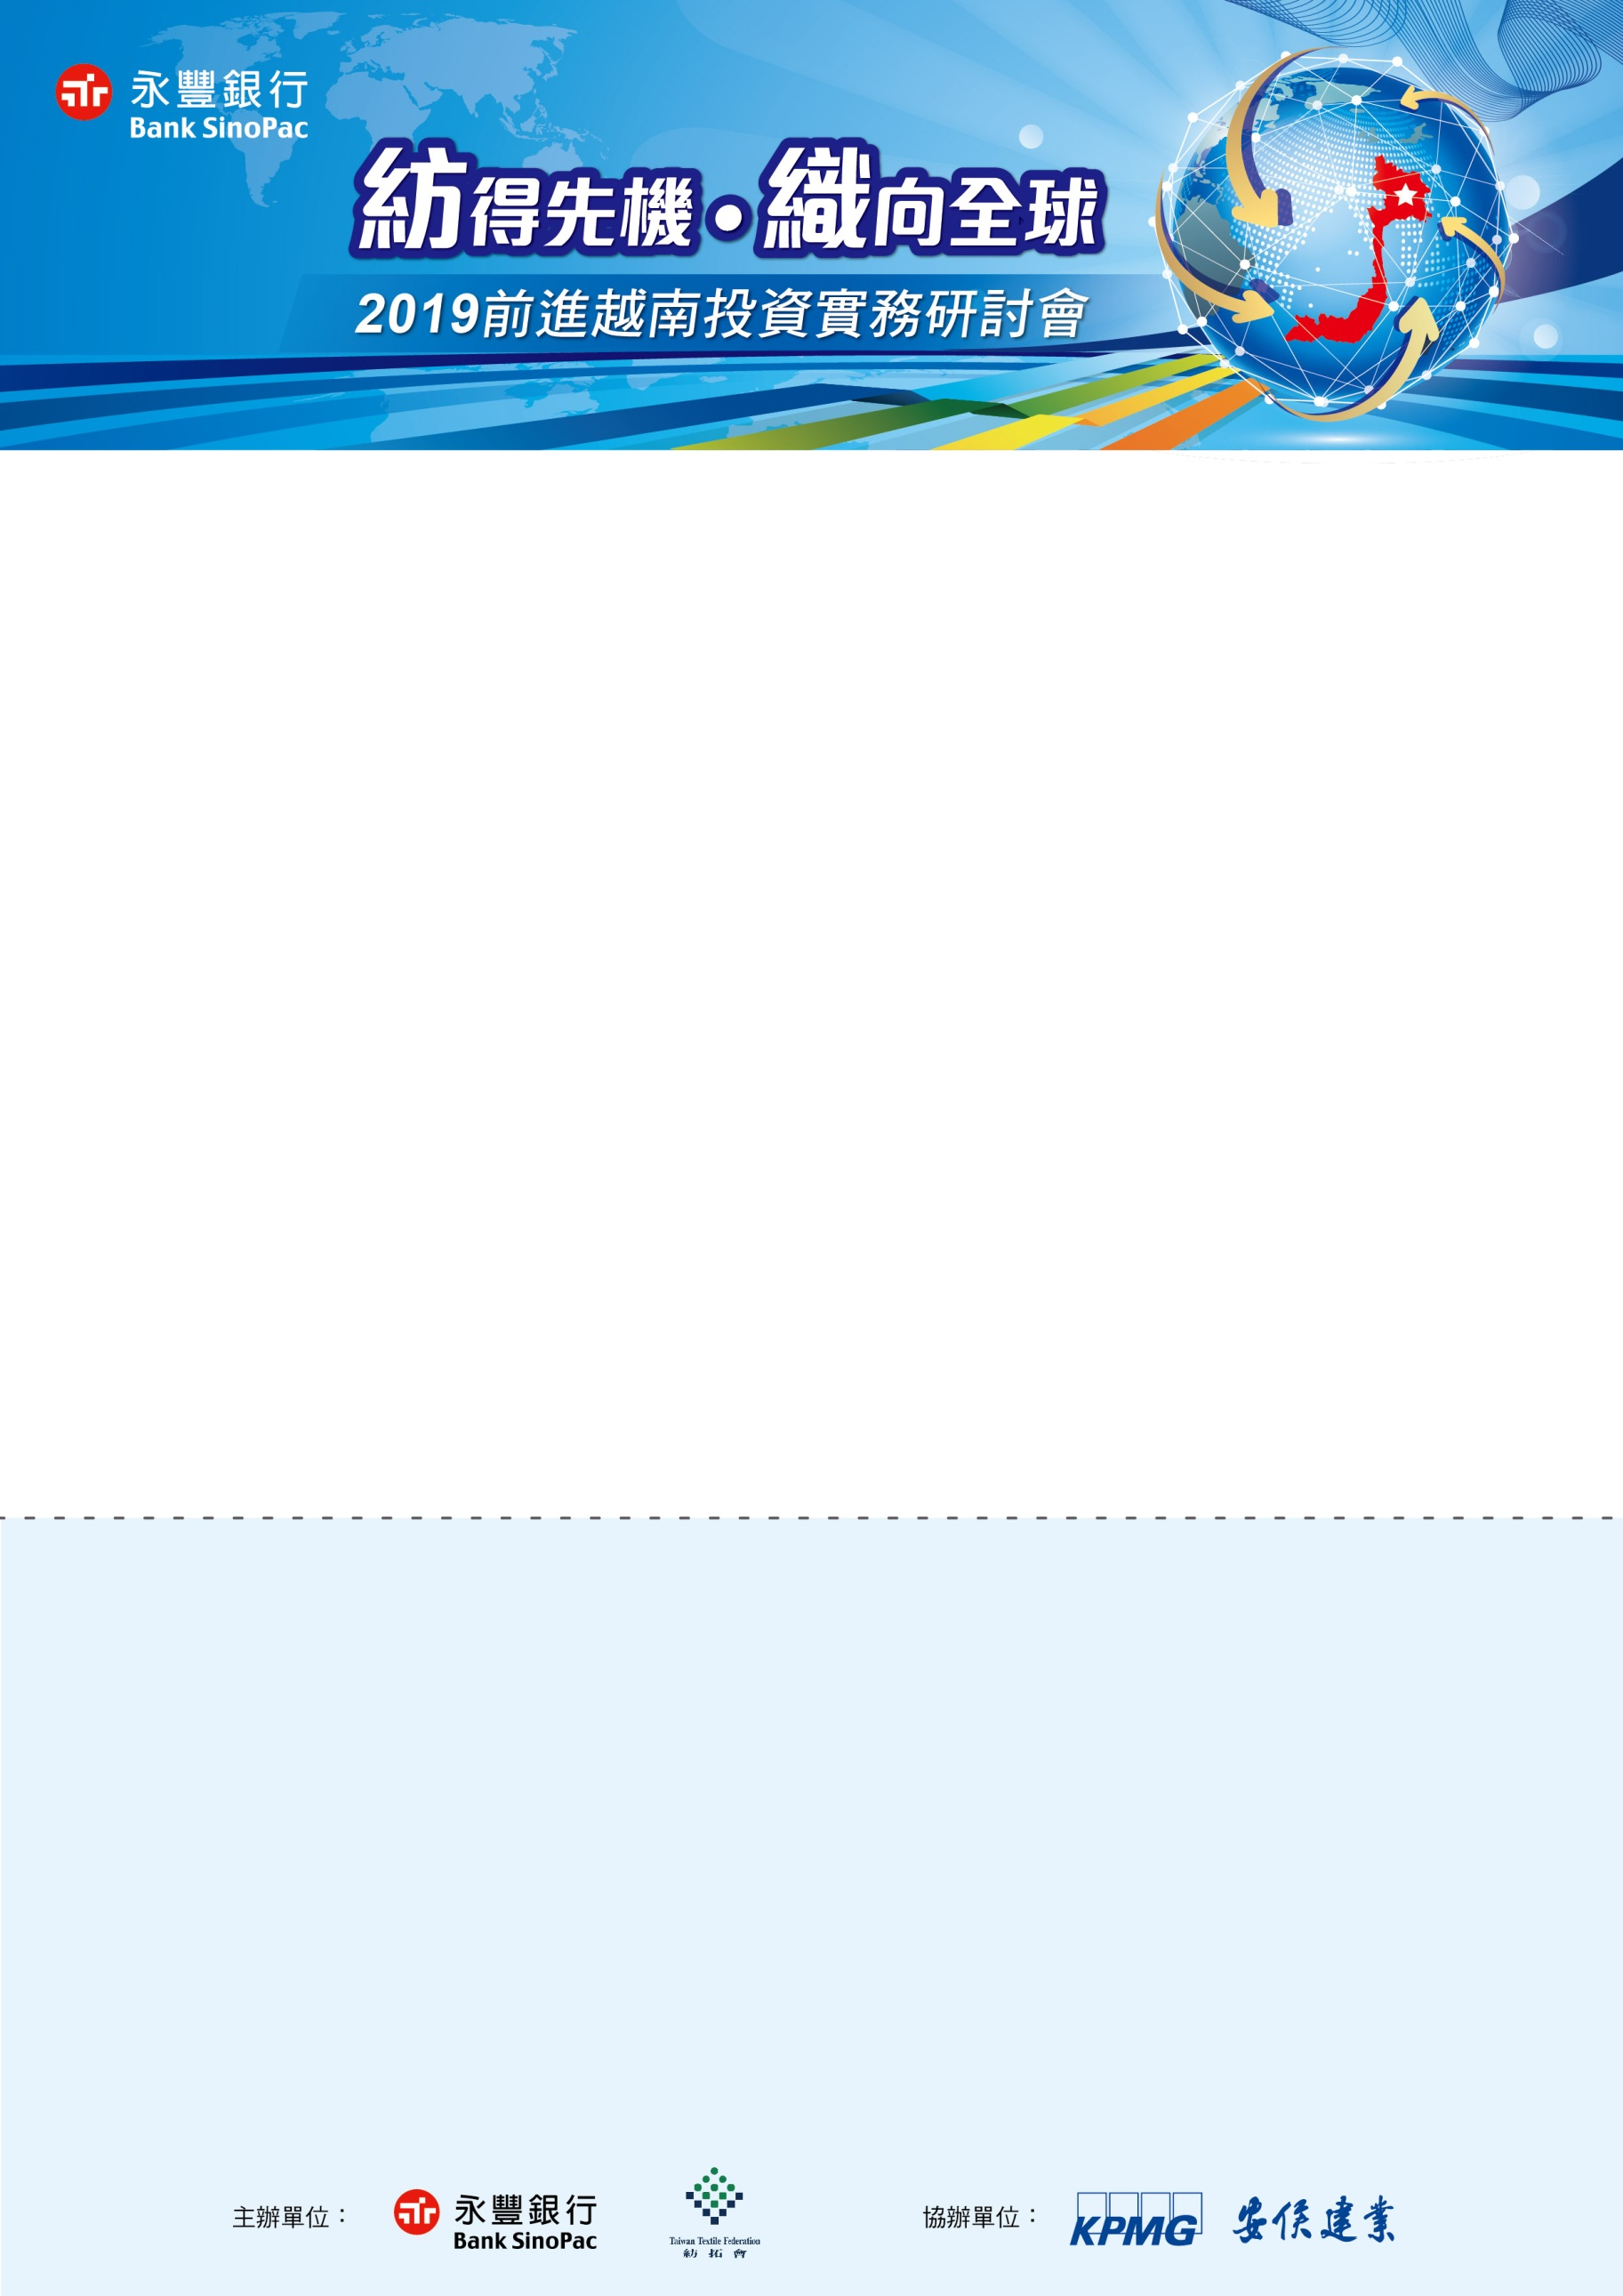 永豐銀行
Bank SinoPac
紡得先機•織向全球
2019前進越南投資實務研討會
主辦單位：
永豐銀行
Bank SinoPac
Taiwan Textile Federation
紡拓會
協辦單位：
KPMG 安侯建業